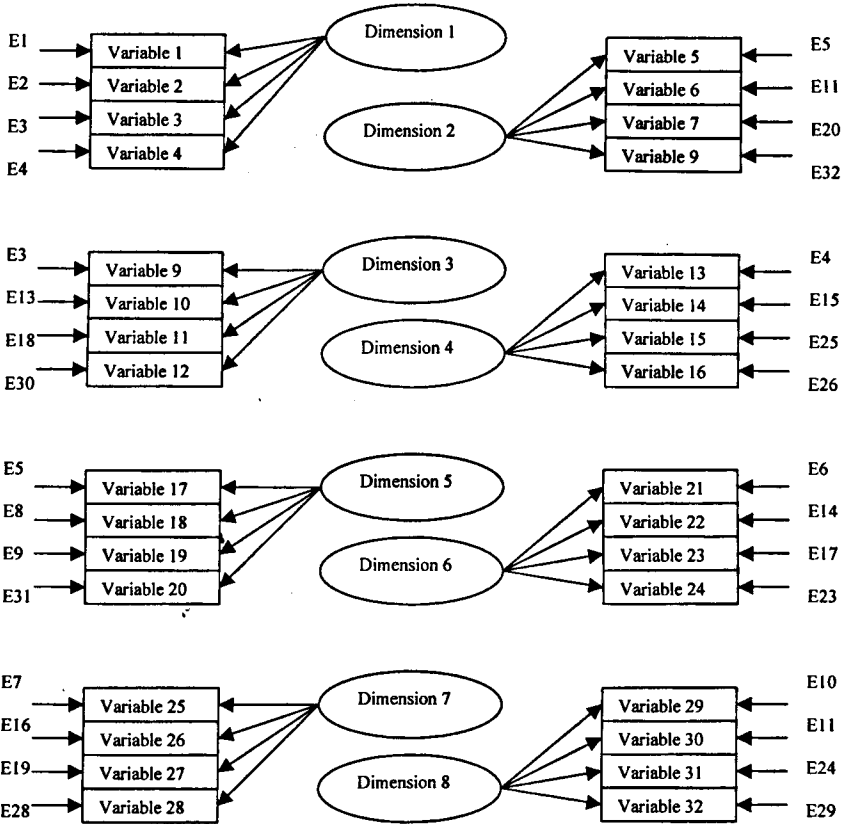 E1
Variable 1
Dimension 1
Variable 5
E5
E2
Variable 2
Variable 6
E11
E3
Variable 3
Dimension 2
Variable 7
E20
E4
Variable 4
Variable 9
E32
E3
Variable 9
Dimension 3
Variable 13
E4
E13
Variable 10
Variable 14
E15
E18
Variable 11
Dimension 4
Variable 15
E25
E30
Variable 12
Variable 16
E26
E5
Variable 17
Dimension 5
Variable 21
E6
E8
Variable 18
Variable 22
E14
E9
Variable 19
Dimension 6
Variable 23
E17
E31
Variable 20
Variable 24
E23
E7
Variable 25
Dimension 7
Variable 29
E10
E16
Variable 26
Variable 30
E11
E19
Variable 27
Dimension 8
Variable 31
E24
E28
Variable 28
Variable 32
E29